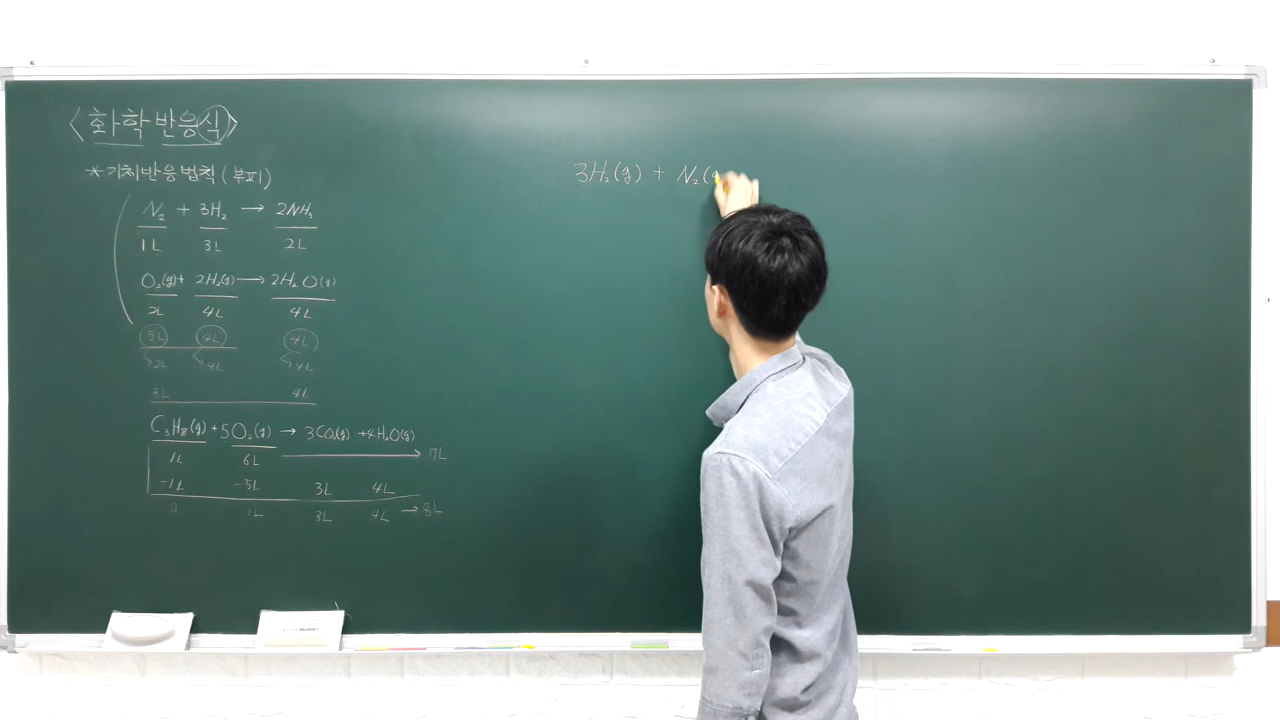 <화학 반응식>
* 기체반응 법칙 (부피)
N₂ + 3H₂ → 2NH₃
1L 3L 2L
O₂(g) + 2H₂(g) → 2H₂O(g)
2L 4L 4L
5L 4L 4L
2L 4L 4L
3L 4L
C₃H₈(g) + 5O₂(g) → 3CO₂(g) + 4H₂O(g)
1L 6L → 7L
-1L -5L 3L 4L
0 1L 3L 4L → 8L
3H₂(g) + N₂(g